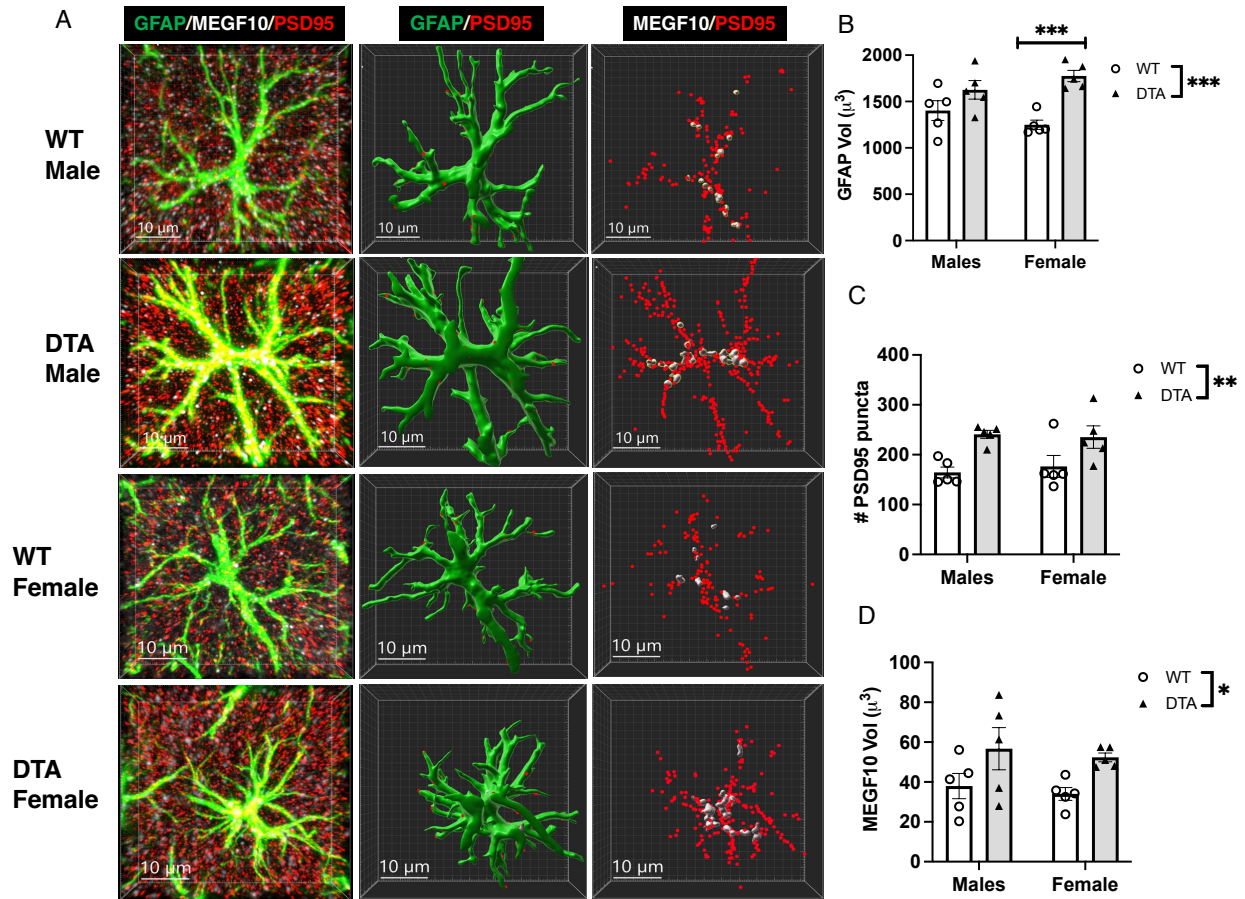 A
GFAP/MEGF10/PSD95
GFAP/PSD95
MEGF10/PSD95
WT
Male
10 µm
10 µm
10 µm
DTA
Male
10 µm
10 µm
10 µm
WT
Female
10 µm
10 µm
10 µm
DTA
Female
10 µm
10 µm
10 µm
B
GFAP Vol (µ³)
2000
1500
1000
500
0
Males
Female
***
WT
DTA
***
C
# PSD95 puncta
400
300
200
100
0
Males
Female
WT
DTA
**
D
MEGF10 Vol (µ³)
100
80
60
40
20
0
Males
Female
WT
DTA
*